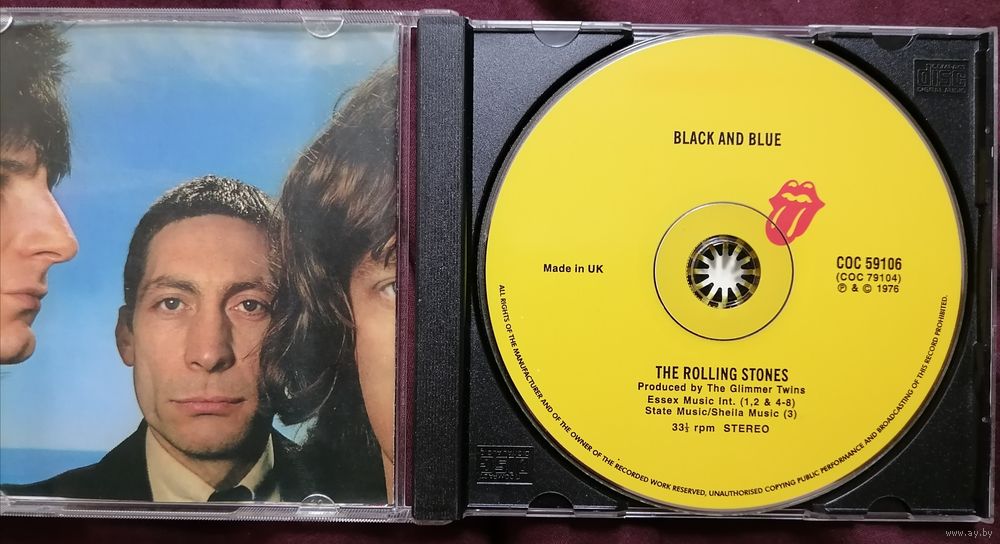 BLACK AND BLUE
Made in UK
COC 59106
(COC 79104)
℗ & © 1976
THE ROLLING STONES
Produced by The Glimmer Twins
Essex Music Int. (1,2 & 4-8)
State Music/Sheila Music (3)
33⅓ rpm STEREO
ALL RIGHTS OF THE MANUFACTURER AND OF THE OWNER OF THE RECORDED WORK RESERVED, UNAUTHORISED COPYING PUBLIC PERFORMANCE AND BROADCASTING OF THIS RECORD PROHIBITED.
COMPACT
disc
DIGITAL AUDIO
www.ay.by